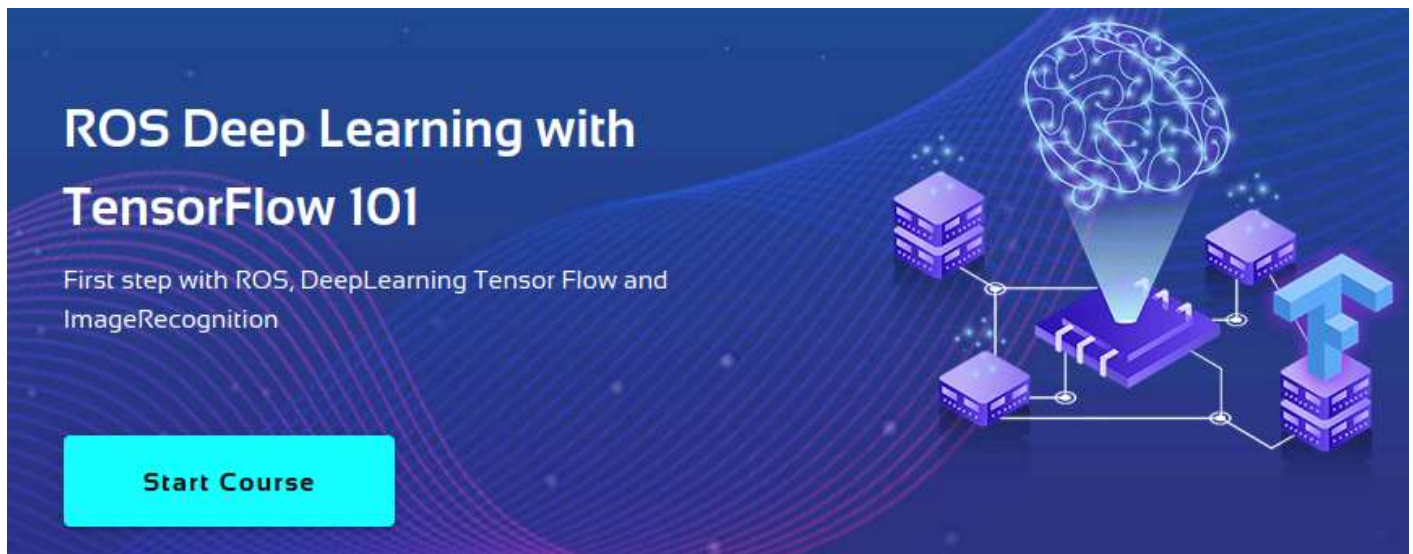 ROS Deep Learning with
TensorFlow 101
First step with ROS, DeepLearning Tensor Flow and
ImageRecognition
Start Course